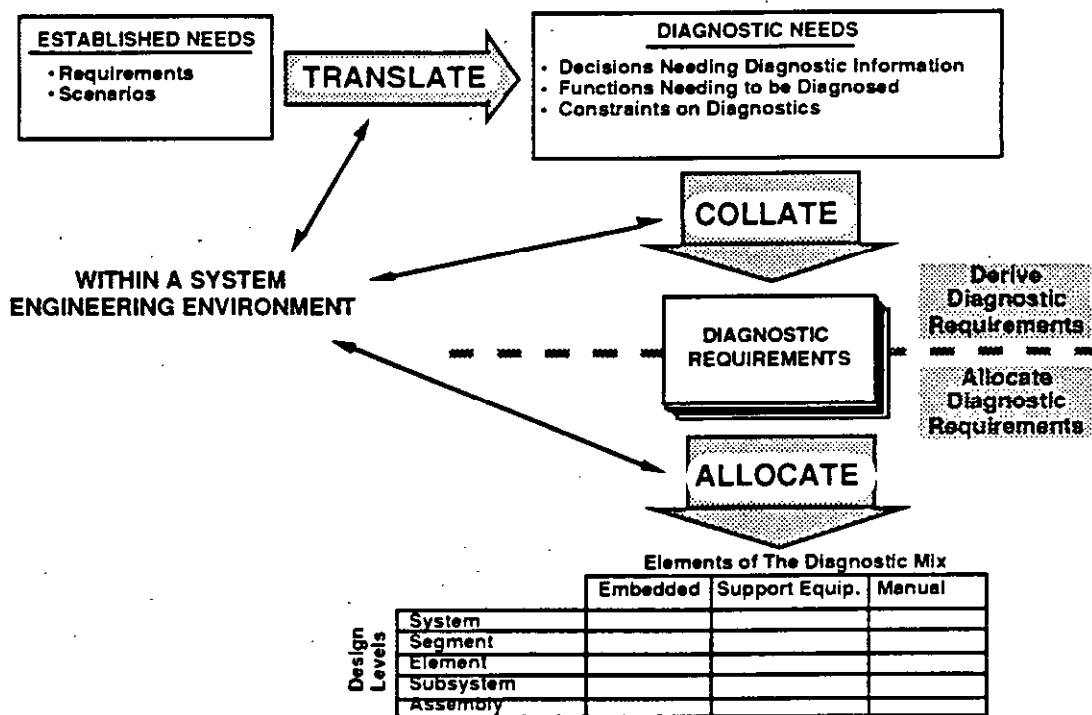 ESTABLISHED NEEDS
• Requirements
• Scenarios
TRANSLATE
DIAGNOSTIC NEEDS
• Decisions Needing Diagnostic Information
• Functions Needing to be Diagnosed
• Constraints on Diagnostics
COLLATE
WITHIN A SYSTEM
ENGINEERING ENVIRONMENT
Derive
Diagnostic
Requirements
DIAGNOSTIC
REQUIREMENTS
Allocate
Diagnostic
Requirements
ALLOCATE
Elements of The Diagnostic Mix
Embedded Support Equip. Manual
Design
Levels
System
Segment
Element
Subsystem
Assembly